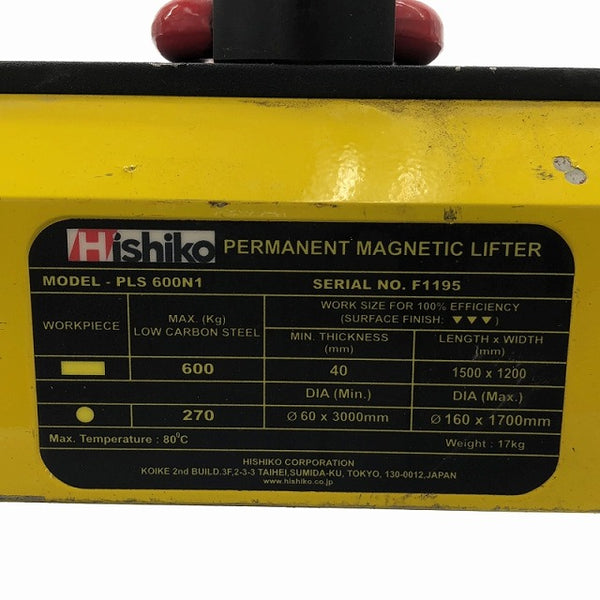 Hishiko PERMANENT MAGNETIC LIFTER
MODEL - PLS 600N1 SERIAL NO. F1195
WORKPIECE MAX. (Kg) LOW CARBON STEEL WORK SIZE FOR 100% EFFICIENCY
(SURFACE FINISH: ▼▼▼)
MIN. THICKNESS (mm) LENGTH x WIDTH (mm)
600 40 1500 x 1200
DIA (Min.) DIA (Max.)
270 Ø 60 x 3000mm Ø 160 x 1700mm
Max. Temperature : 80°C Weight : 17kg
HISHIKO CORPORATION
KOIKE 2nd BUILD.3F,2-3-3 TAIHEI,SUMIDA-KU, TOKYO, 130-0012,JAPAN
www.hishiko.co.jp